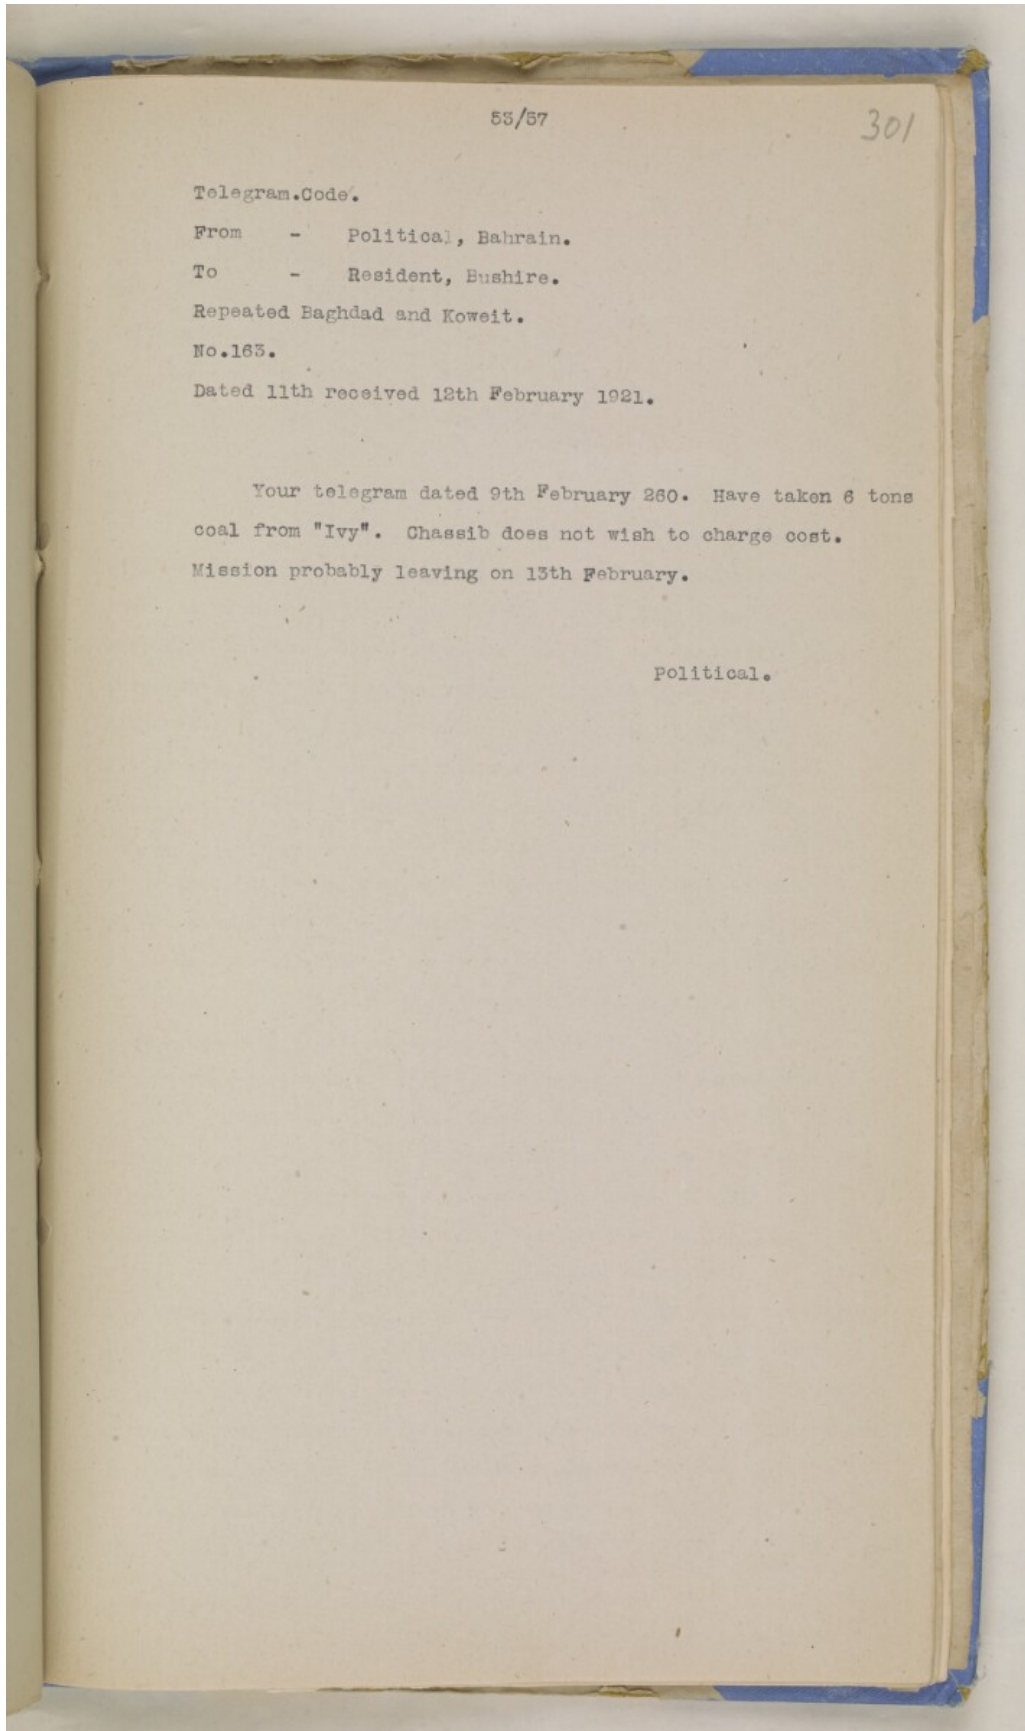 53/57
301
Telegram.Code.
From - Political, Bahrain.
To - Resident, Bushire.
Repeated Baghdad and Koweit.
No.163.
Dated 11th received 12th February 1921.
Your telegram dated 9th February 260. Have taken 6 tons
coal from "Ivy". Chassib does not wish to charge cost.
Mission probably leaving on 13th February.
Political.